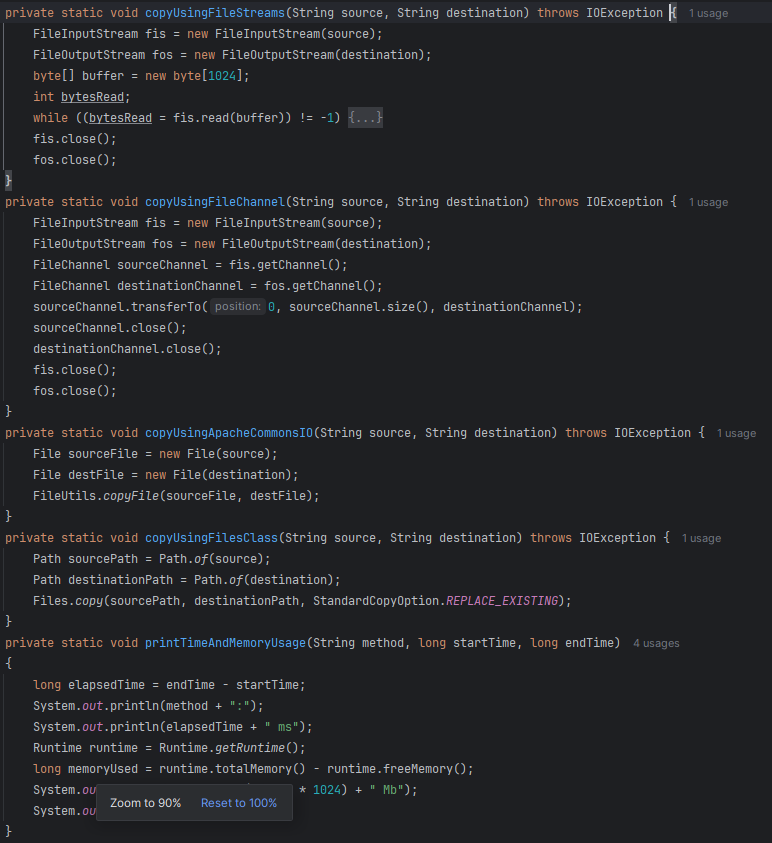 private static void copyUsingFileStreams(String source, String destination) throws IOException { 1 usage
    FileInputStream fis = new FileInputStream(source);
    FileOutputStream fos = new FileOutputStream(destination);
    byte[] buffer = new byte[1024];
    int bytesRead;
    while ((bytesRead = fis.read(buffer)) != -1) {...}
    fis.close();
    fos.close();
}
private static void copyUsingFileChannel(String source, String destination) throws IOException { 1 usage
    FileInputStream fis = new FileInputStream(source);
    FileOutputStream fos = new FileOutputStream(destination);
    FileChannel sourceChannel = fis.getChannel();
    FileChannel destinationChannel = fos.getChannel();
    sourceChannel.transferTo( position: 0, sourceChannel.size(), destinationChannel);
    sourceChannel.close();
    destinationChannel.close();
    fis.close();
    fos.close();
}
private static void copyUsingApacheCommonsIO(String source, String destination) throws IOException { 1 usage
    File sourceFile = new File(source);
    File destFile = new File(destination);
    FileUtils.copyFile(sourceFile, destFile);
}
private static void copyUsingFilesClass(String source, String destination) throws IOException { 1 usage
    Path sourcePath = Path.of(source);
    Path destinationPath = Path.of(destination);
    Files.copy(sourcePath, destinationPath, StandardCopyOption.REPLACE_EXISTING);
}
private static void printTimeAndMemoryUsage(String method, long startTime, long endTime) 4 usages
{
    long elapsedTime = endTime - startTime;
    System.out.println(method + ":");
    System.out.println(elapsedTime + " ms");
    Runtime runtime = Runtime.getRuntime();
    long memoryUsed = runtime.totalMemory() - runtime.freeMemory();
    System.ou * 1024) + " Mb");
    System.ou
Zoom to 90% Reset to 100%
}